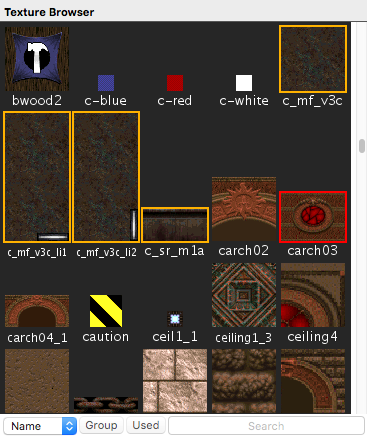 Texture Browser
bwood2 c-blue c-red c-white c_mf_v3c
c_mf_v3c_li1 c_mf_v3c_li2 c_sr_m1a carch02 carch03
carch04_1 caution ceil1_1 ceiling1_3 ceiling4
Name Group Used Search